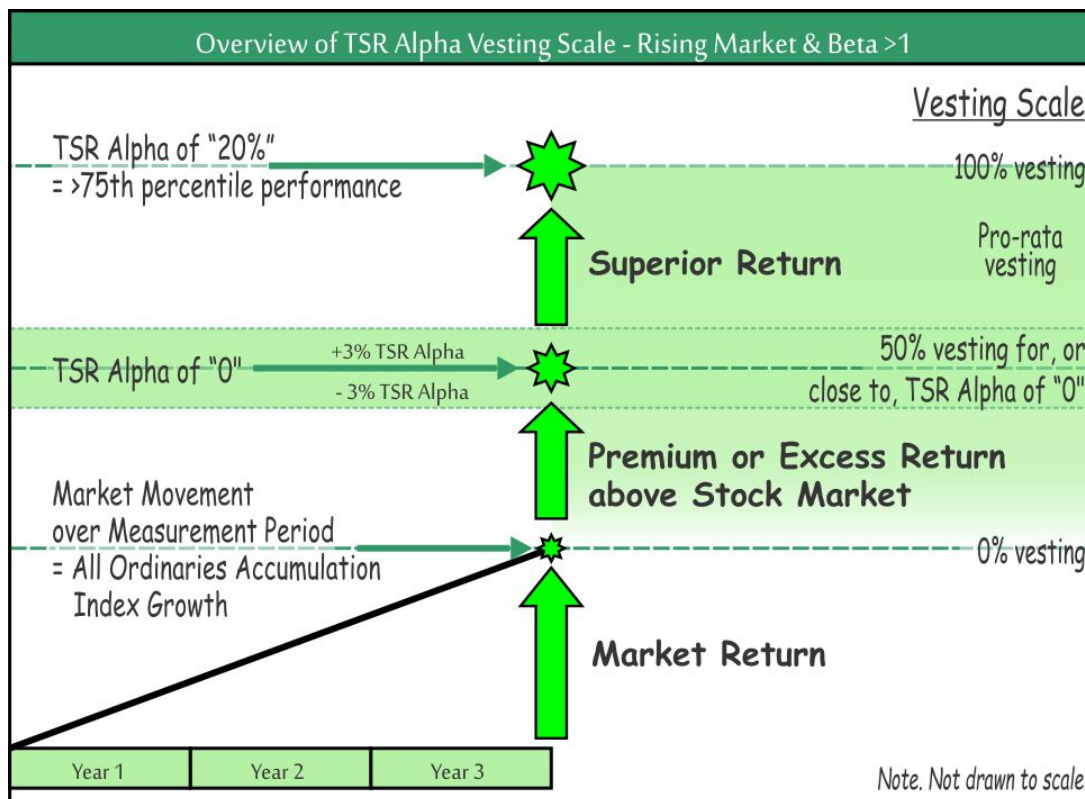 Overview of TSR Alpha Vesting Scale - Rising Market & Beta >1
Vesting Scale
TSR Alpha of “20%”
= >75th percentile performance
100% vesting
Pro-rata
vesting
Superior Return
TSR Alpha of “0"
+3% TSR Alpha
- 3% TSR Alpha
50% vesting for, or
close to, TSR Alpha of “0"
Premium or Excess Return
above Stock Market
Market Movement
over Measurement Period
= All Ordinaries Accumulation
Index Growth
0% vesting
Market Return
Year 1
Year 2
Year 3
Note. Not drawn to scale